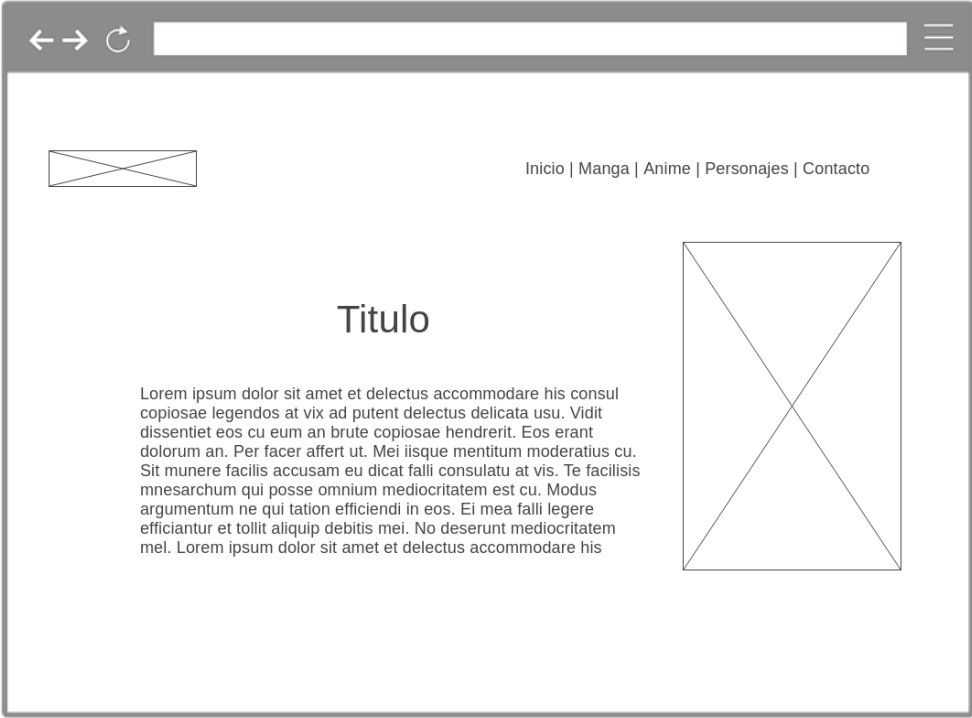 Inicio | Manga | Anime | Personajes | Contacto
Titulo
Lorem ipsum dolor sit amet et delectus accommodare his consul
copiosae legendos at vix ad putent delectus delicata usu. Vidit
dissentiet eos cu eum an brute copiosae hendrerit. Eos erant
dolorum an. Per facer affert ut. Mei iisque mentitum moderatius cu.
Sit munere facilis accusam eu dicat falli consulatu at vis. Te facilisis
mnesarchum qui posse omnium mediocritatem est cu. Modus
argumentum ne qui tation efficiendi in eos. Ei mea falli legere
efficiantur et tollit aliquip debitis mei. No deserunt mediocritatem
mel. Lorem ipsum dolor sit amet et delectus accommodare his